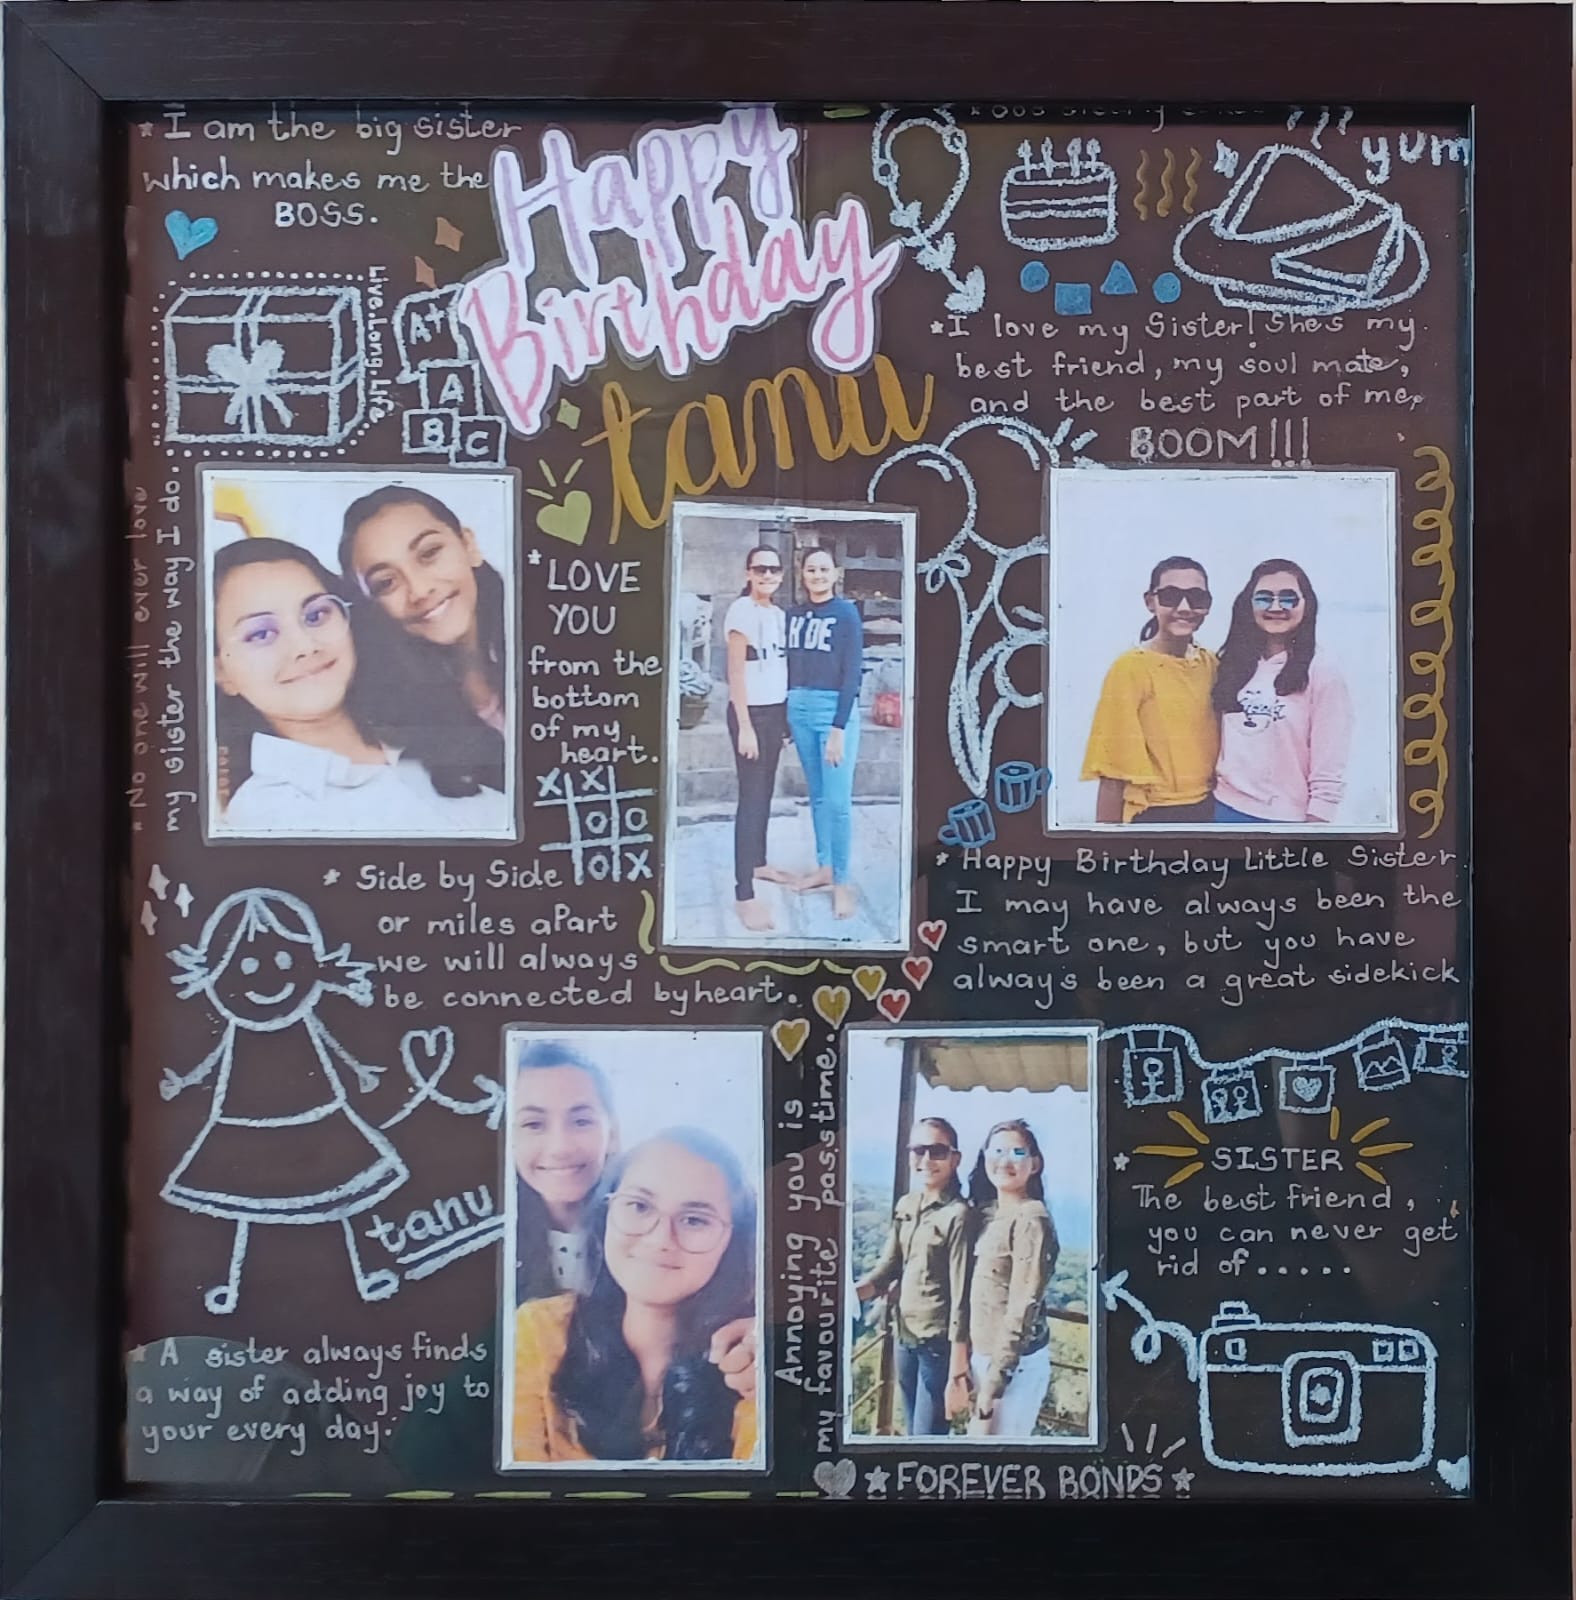 * I am the big sister
which makes me the
BOSS.
Happy
Birthday
tanu
yum
Live.Long.Life
A+
A
B C
* I love my Sister! She's my
best friend, my soul mate,
and the best part of me,
BOOM!!!
* No one will ever love
my sister the way I do.
* LOVE
YOU
from the
bottom
of my
heart.
X X
O O
O X
K'DE
* Side by Side
or miles aPart
we will always
be connected by heart.
* Happy Birthday Little Sister
I may have always been the
smart one, but you have
always been a great sidekick
tanu
Annoying you is
my favourite passtime.
* SISTER
The best friend,
you can never get
rid of.....
* A sister always finds
a way of adding joy to
your every day.
★ FOREVER BONDS ★